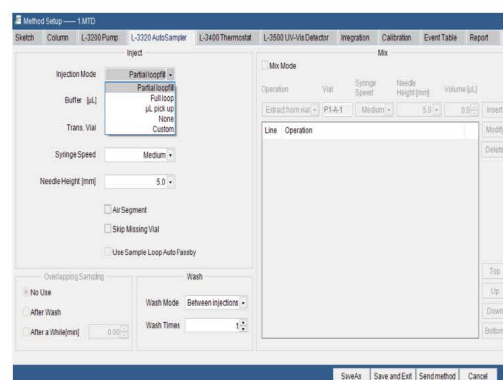 Method Setup —— 1.MTD
Sketch Column L-3200 Pump L-3320 AutoSampler L-3400 Thermostat L-3500 UV-Vis Detector Integration Calibration Event Table Report
Inject
Injection Mode Partial loopfill
Partial loopfill
Full loop
µL pick up
None
Custom
Buffer [µL]
Trans. Vial
Syringe Speed Medium
Needle Height [mm] 5.0
Air Segment
Skip Missing Vial
Use Sample Loop Auto Passby
Overlapping Sampling
No Use
After Wash
After a While[min] 0.00
Wash
Wash Mode Between injections
Wash Times 1
Mix
Mix Mode
Operation Vial Syringe Speed Needle Height [mm] Volume [µL]
Extract from vial P1-A-1 Medium 5.0 0.0 Insert
Line Operation
Modify
Delete
Top
Up
Down
Bottom
SaveAs Save and Exit Send method Cancel